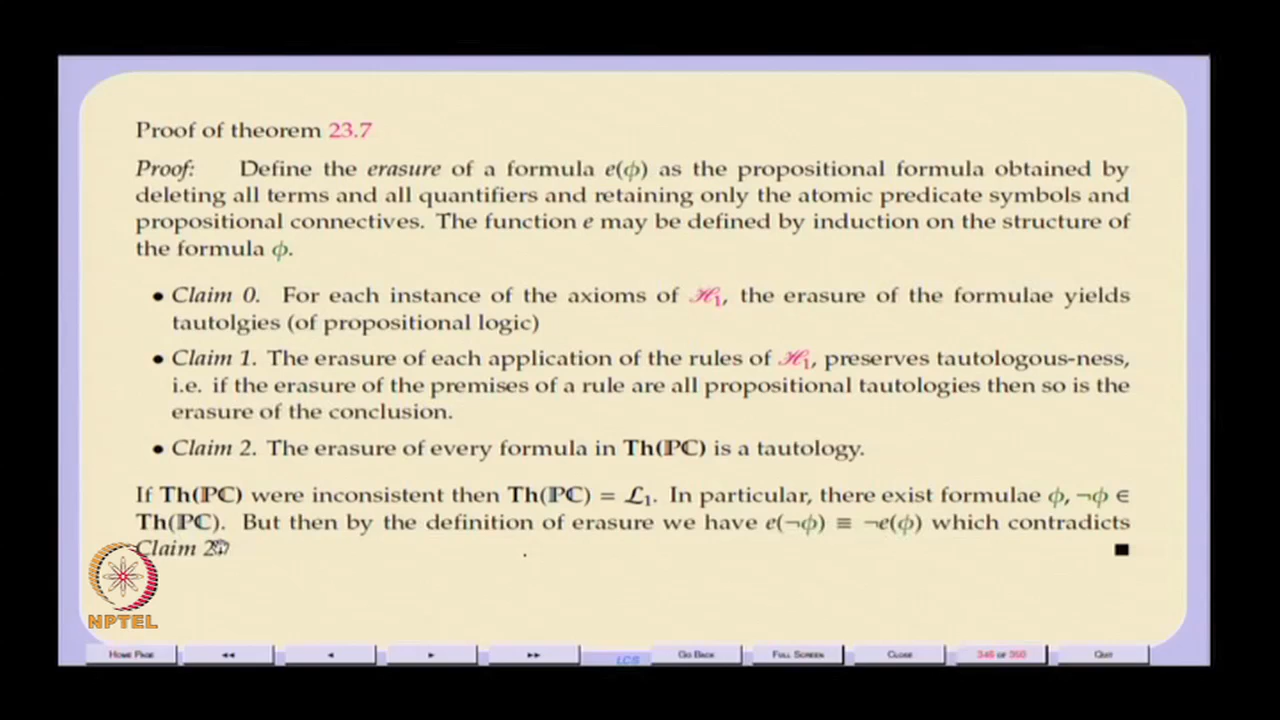 Proof of theorem 23.7
Proof: Define the erasure of a formula e(ϕ) as the propositional formula obtained by
deleting all terms and all quantifiers and retaining only the atomic predicate symbols and
propositional connectives. The function e may be defined by induction on the structure of
the formula ϕ.
• Claim 0. For each instance of the axioms of ℋ₁, the erasure of the formulae yields
tautolgies (of propositional logic)
• Claim 1. The erasure of each application of the rules of ℋ₁, preserves tautologous-ness,
i.e. if the erasure of the premises of a rule are all propositional tautologies then so is the
erasure of the conclusion.
• Claim 2. The erasure of every formula in Th(ℙℂ) is a tautology.
If Th(ℙℂ) were inconsistent then Th(ℙℂ) = ℒ₁. In particular, there exist formulae ϕ, ¬ϕ ∈
Th(ℙℂ). But then by the definition of erasure we have e(¬ϕ) ≡ ¬e(ϕ) which contradicts
Claim 2. ■
NPTEL
Home Page ◂◂ ◂ ▸ ▸▸ LCS Go Back Full Screen Close 346 of 350 Quit